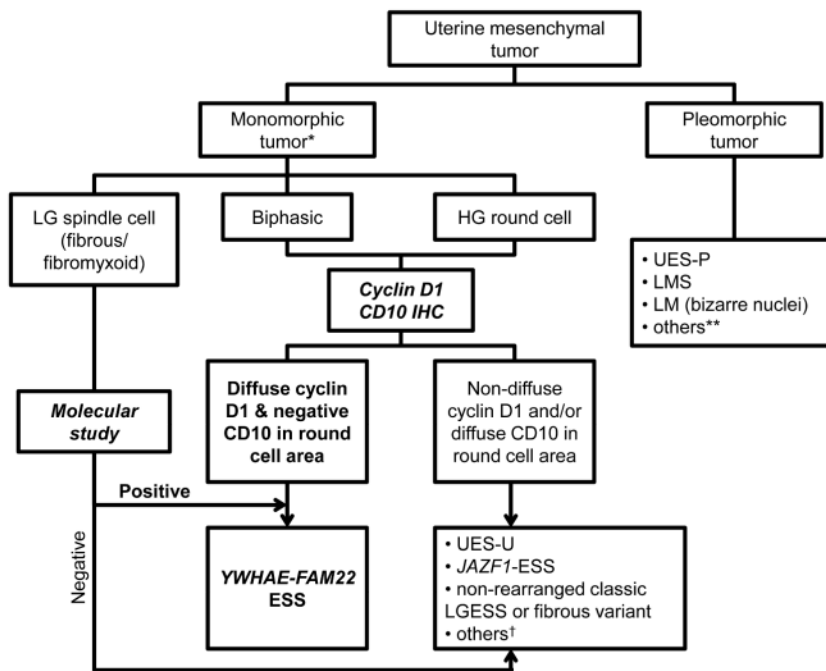 Uterine mesenchymal
tumor
Monomorphic
tumor*
Pleomorphic
tumor
LG spindle cell
(fibrous/
fibromyxoid)
Biphasic
HG round cell
• UES-P
• LMS
• LM (bizarre nuclei)
• others**
Cyclin D1
CD10 IHC
Molecular
study
Diffuse cyclin
D1 & negative
CD10 in round
cell area
Non-diffuse
cyclin D1 and/or
diffuse CD10 in
round cell area
Positive
Negative
YWHAE-FAM22
ESS
• UES-U
• JAZF1-ESS
• non-rearranged classic
LGESS or fibrous variant
• others†